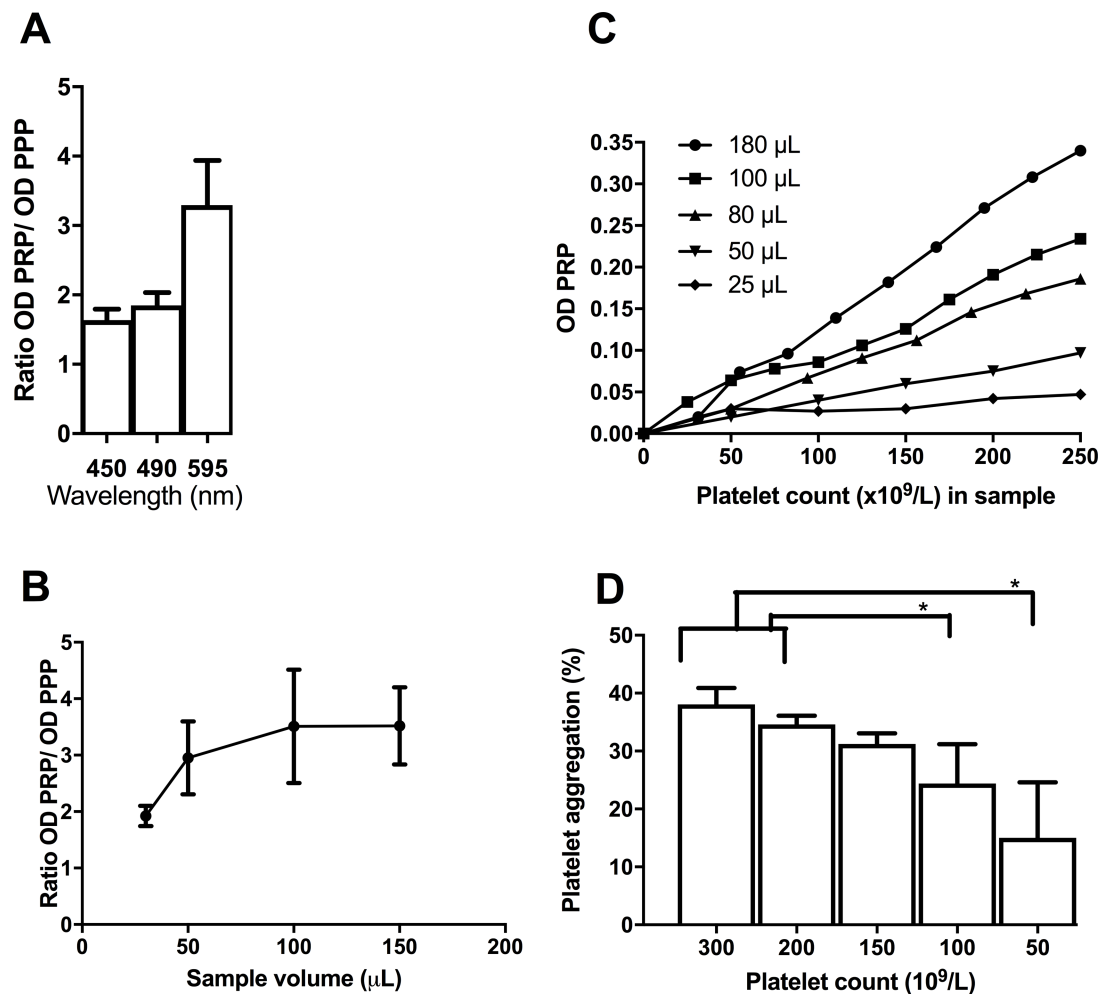 A
Ratio OD PRP/ OD PPP
5
4
3
2
1
0
450 490 595
Wavelength (nm)
C
OD PRP
0.35
0.30
0.25
0.20
0.15
0.10
0.05
0.00
180 µL
100 µL
80 µL
50 µL
25 µL
0 50 100 150 200 250
Platelet count (x10⁹/L) in sample
B
Ratio OD PRP/ OD PPP
5
4
3
2
1
0
0 50 100 150 200
Sample volume (µL)
D
*
*
Platelet aggregation (%)
50
40
30
20
10
0
300 200 150 100 50
Platelet count (10⁹/L)